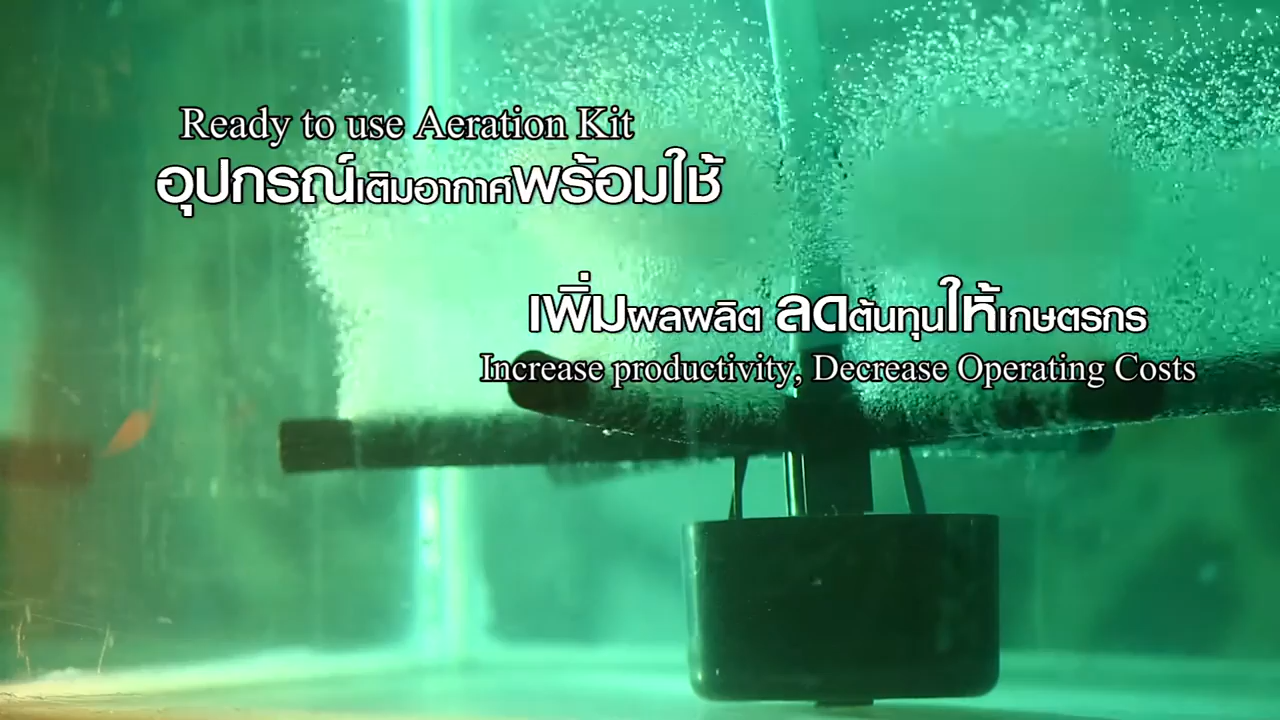 Ready to use Aeration Kit
อุปกรณ์เติมอากาศพร้อมใช้
เพิ่มผลผลิต ลดต้นทุนให้เกษตรกร
Increase productivity, Decrease Operating Costs